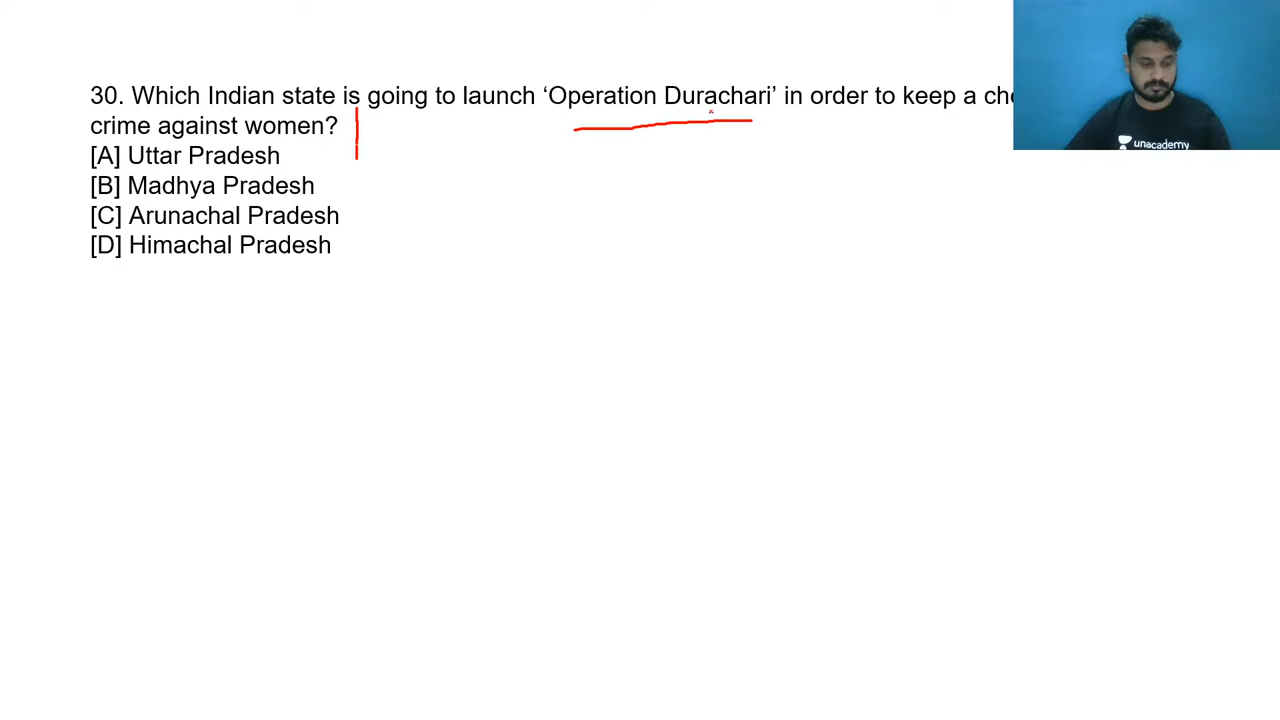 30. Which Indian state is going to launch ‘Operation Durachari’ in order to keep a
crime against women?
[A] Uttar Pradesh
[B] Madhya Pradesh
[C] Arunachal Pradesh
[D] Himachal Pradesh
unacademy